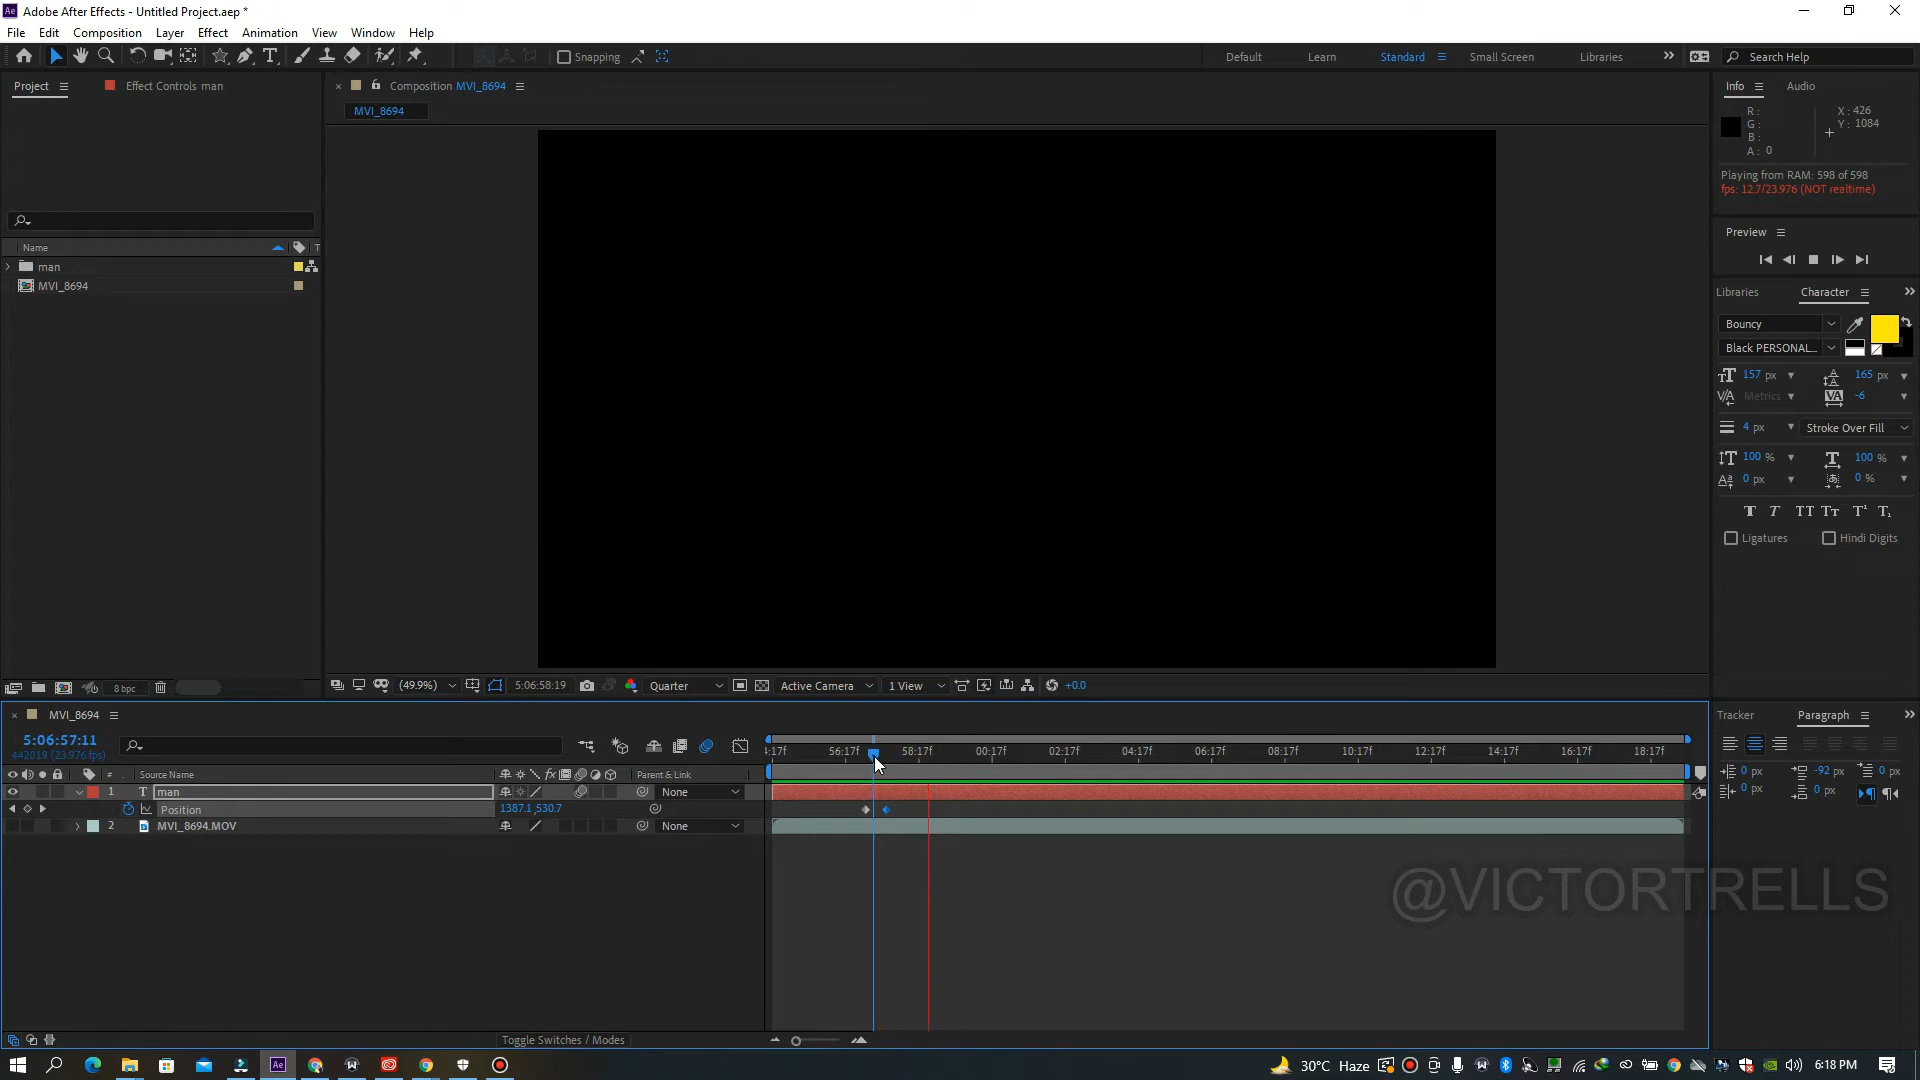 Adobe After Effects - Untitled Project.aep *
File Edit Composition Layer Effect Animation View Window Help
Snapping
Default Learn Standard Small Screen Libraries
Search Help
Project Effect Controls man
Composition MVI_8694
MVI_8694
Info Audio
R :
G :
B :
A : 0
X : 426
Y : 1084
Playing from RAM: 598 of 598
fps: 12.7/23.976 (NOT realtime)
Preview
Name T
man
MVI_8694
Libraries Character
Bouncy
Black PERSONAL...
157 px 165 px
Metrics -6
4 px Stroke Over Fill
100 % 100 %
0 px 0 %
T T TT Tt T¹ T₁
Ligatures Hindi Digits
8 bpc
(49.9%) 5:06:58:19 Quarter Active Camera 1 View +0.0
MVI_8694
5:06:57:11
442019 (23.976 fps)
4:17f 56:17f 58:17f 00:17f 02:17f 04:17f 06:17f 08:17f 10:17f 12:17f 14:17f 16:17f 18:17f
# Source Name Parent & Link
1 T man None
Position 1387.1,530.7
2 MVI_8694.MOV None
Tracker Paragraph
0 px -92 px 0 px
0 px 0 px
@VICTORTRELLS
Toggle Switches / Modes
Ae
30°C Haze 6:18 PM